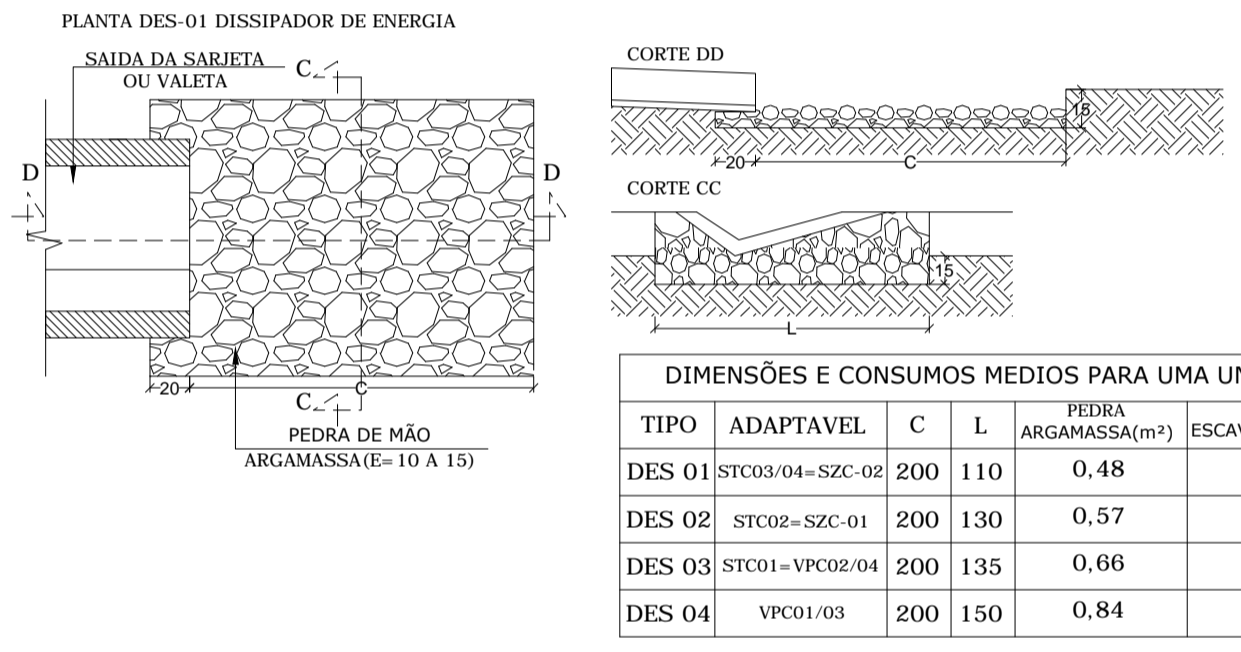 PLANTA DES-01 DISSIPADOR DE ENERGIA
SAIDA DA SARJETA
OU VALETA
C
D
D
20
C
C
PEDRA DE MÃO
ARGAMASSA(E=10 A 15)
CORTE DD
15
20
C
CORTE CC
15
L
DIMENSÕES E CONSUMOS MEDIOS PARA UMA UN
TIPO ADAPTAVEL C L PEDRA ARGAMASSA(m²) ESCAV
DES 01 STC03/04=SZC-02 200 110 0,48
DES 02 STC02=SZC-01 200 130 0,57
DES 03 STC01=VPC02/04 200 135 0,66
DES 04 VPC01/03 200 150 0,84